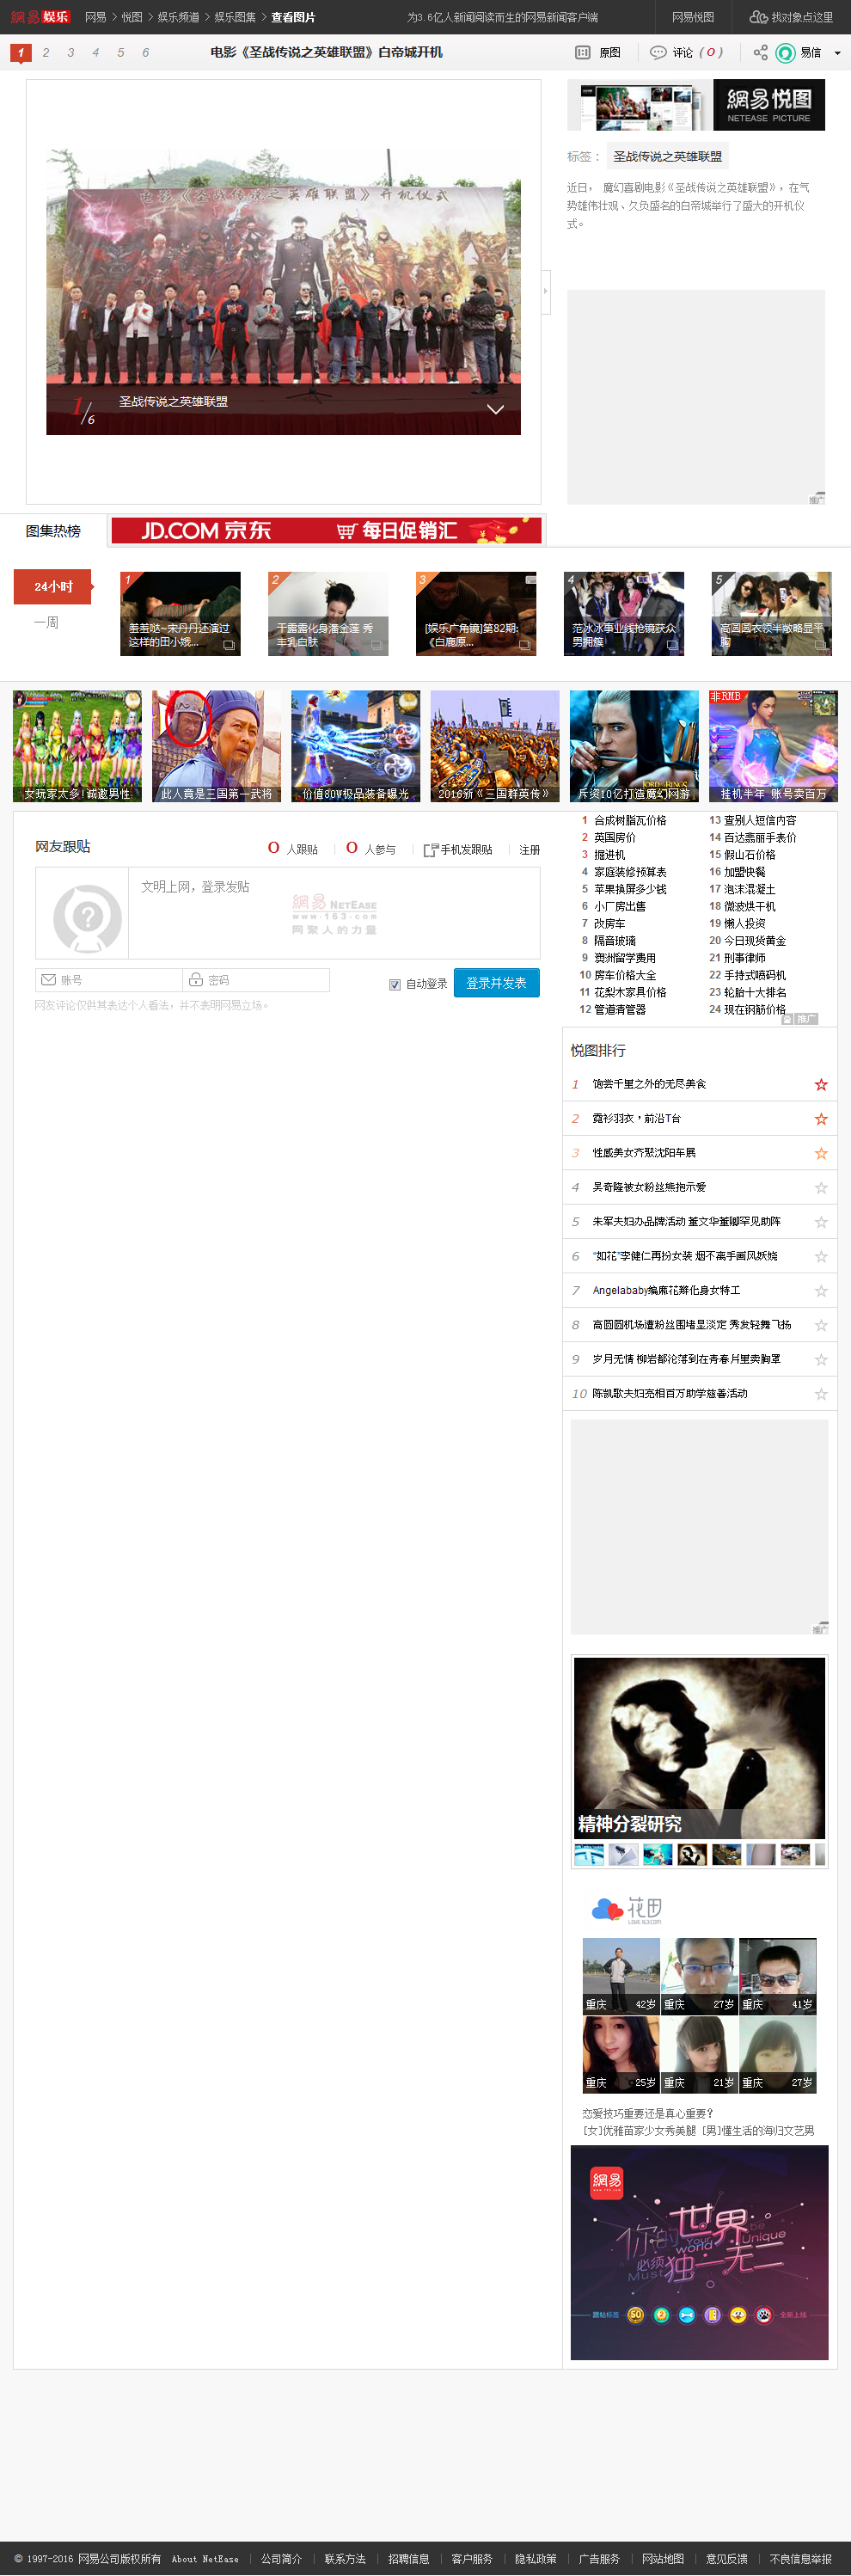 網易 娱乐 网易 > 悦图 > 娱乐频道 > 娱乐图集 > 查看图片
为3.6亿人新闻阅读而生的网易新闻客户端
网易悦图
找对象点这里
1 2 3 4 5 6
电影《圣战传说之英雄联盟》白帝城开机
原图
评论 ( 0 )
易信
電影《圣战传说之英雄联盟》开机仪式
1/6
圣战传说之英雄联盟
網易悦图
NETEASE PICTURE
标签： 圣战传说之英雄联盟
近日， 魔幻喜剧电影《圣战传说之英雄联盟》，在气
势雄伟壮观、久负盛名的白帝城举行了盛大的开机仪
式。
推广
图集热榜
JD.COM 京东 每日促销汇
24小时
一周
1
羞羞哒~宋丹丹还演过
这样的田小娥...
2
于露露化身潘金莲 秀
丰乳白肤
3
[娱乐广角镜]第82期:
《白鹿原...
4
范冰冰事业线抢镜获众
男拥簇
5
高圆圆衣领半敞略显平
胸
女玩家太多!诚邀男性
此人竟是三国第一武将
价值80W极品装备曝光
2016新《三国群英传》
斥资10亿打造魔幻网游
非RMB
挂机半年 账号卖百万
网友跟贴
0 人跟贴
0 人参与
手机发跟贴
注册
文明上网，登录发贴
網易 NETEASE
www.163.com
网聚人的力量
账号
密码
自动登录
登录并发表
网友评论仅供其表达个人看法，并不表明网易立场。
1 合成树脂瓦价格
2 英国房价
3 掘进机
4 家庭装修预算表
5 苹果换屏多少钱
6 小厂房出售
7 改房车
8 隔音玻璃
9 澳洲留学费用
10 房车价格大全
11 花梨木家具价格
12 管道清管器
13 查别人短信内容
14 百达翡丽手表价
15 假山石价格
16 加盟快餐
17 泡沫混凝土
18 微波烘干机
19 懒人投资
20 今日现货黄金
21 刑事律师
22 手持式喷码机
23 轮胎十大排名
24 现在钢筋价格
推广
悦图排行
1 饱尝千里之外的无尽美食
2 霓衫羽衣，前沿T台
3 性感美女齐聚沈阳车展
4 吴奇隆被女粉丝熊抱示爱
5 朱军夫妇办品牌活动 董文华董卿罕见助阵
6 “如花”李健仁再扮女装 烟不离手画风妖娆
7 Angelababy编麻花辫化身女特工
8 高圆圆机场遭粉丝围堵显淡定 秀发轻舞飞扬
9 岁月无情 柳岩都沦落到在青春片里卖胸罩
10 陈凯歌夫妇亮相百万助学慈善活动
推广
精神分裂研究
花田
LOVE.163.COM
重庆 42岁
重庆 27岁
重庆 41岁
重庆 25岁
重庆 21岁
重庆 27岁
恋爱技巧重要还是真心重要?
[女]优雅苗家少女秀美腿 [男]懂生活的海归文艺男
網易
你的世界
必须独一无二
Your world
Must be Unique
跟帖标签
全新上线
© 1997-2016 网易公司版权所有 About NetEase
公司简介
联系方法
招聘信息
客户服务
隐私政策
广告服务
网站地图
意见反馈
不良信息举报